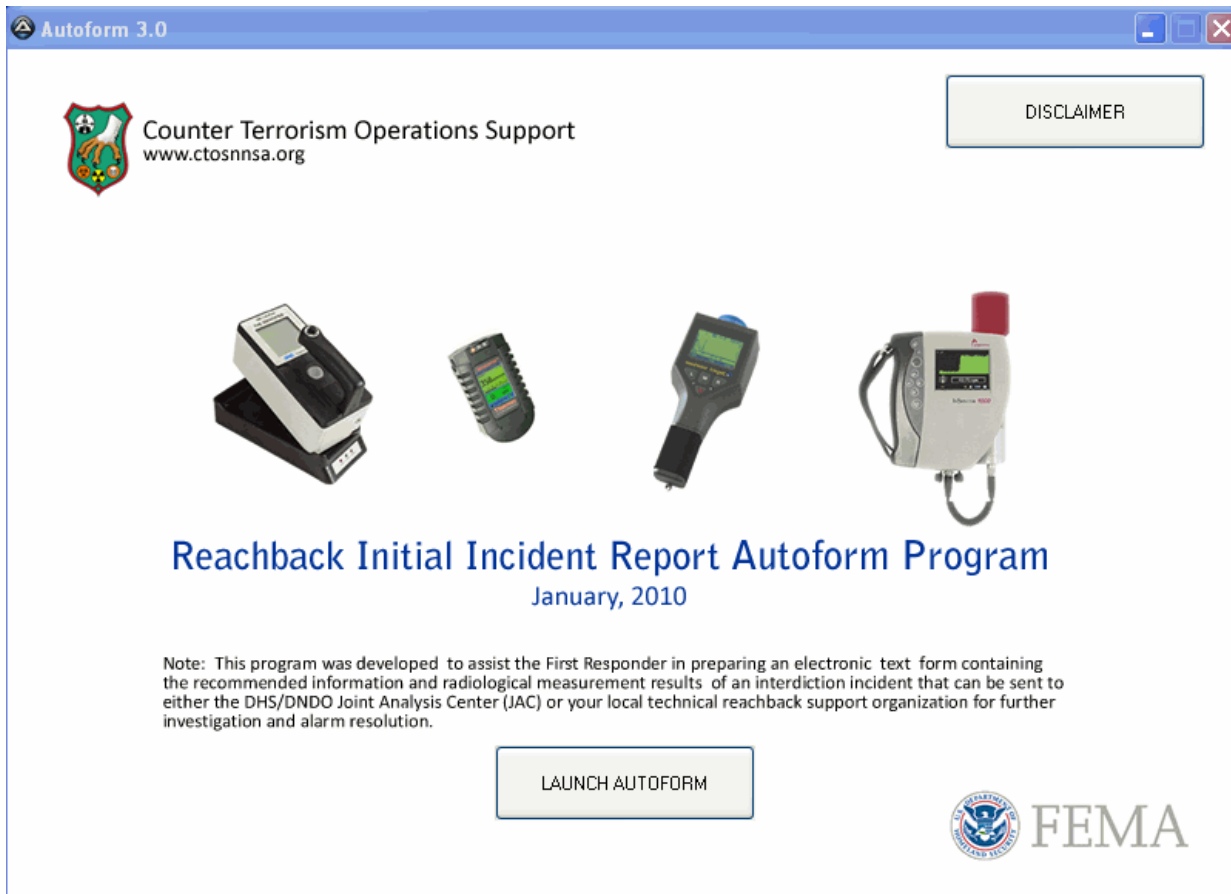 Autoform 3.0
DISCLAIMER
Counter Terrorism Operations Support
www.ctosnnsa.org
Reachback Initial Incident Report Autoform Program
January, 2010
Note: This program was developed to assist the First Responder in preparing an electronic text form containing
the recommended information and radiological measurement results of an interdiction incident that can be sent to
either the DHS/DNDO Joint Analysis Center (JAC) or your local technical reachback support organization for further
investigation and alarm resolution.
LAUNCH AUTOFORM
U.S. DEPARTMENT OF
HOMELAND SECURITY
FEMA